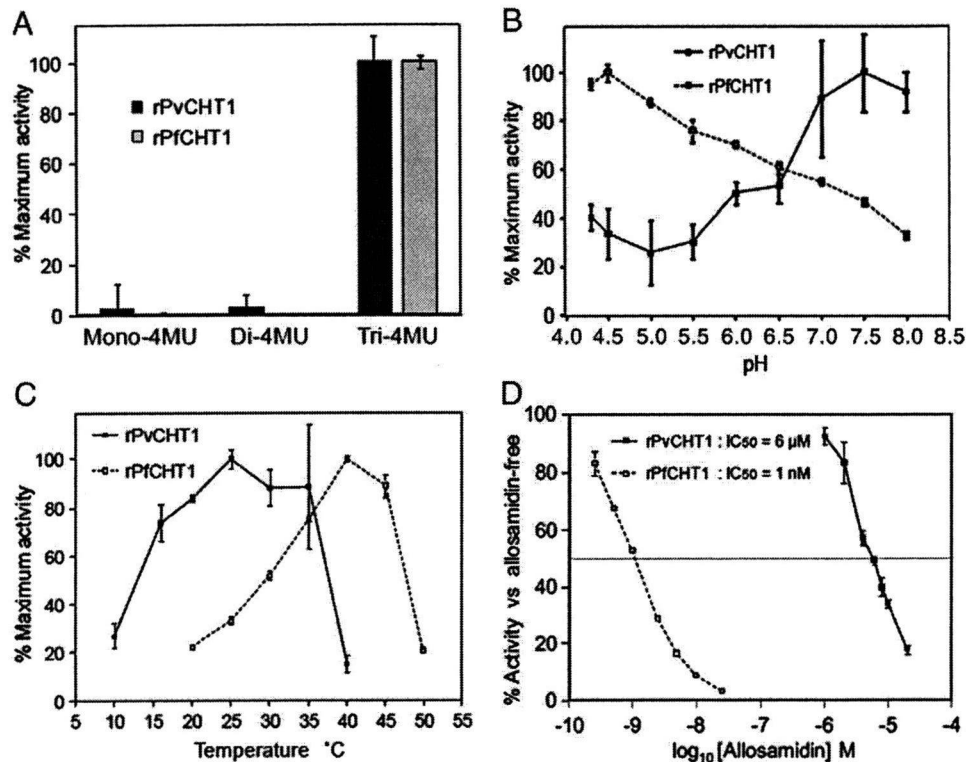 A
% Maximum activity
100
80
60
40
20
0
rPvCHT1
rPfCHT1
Mono-4MU Di-4MU Tri-4MU
B
% Maximum activity
100
80
60
40
20
0
rPvCHT1
rPfCHT1
4.0 4.5 5.0 5.5 6.0 6.5 7.0 7.5 8.0 8.5
pH
C
% Maximum activity
100
80
60
40
20
0
rPvCHT1
rPfCHT1
5 10 15 20 25 30 35 40 45 50 55
Temperature °C
D
% Activity vs allosamidin-free
100
80
60
40
20
0
rPvCHT1 : IC50 = 6 µM
rPfCHT1 : IC50 = 1 nM
-10 -9 -8 -7 -6 -5 -4
log10 [Allosamidin] M